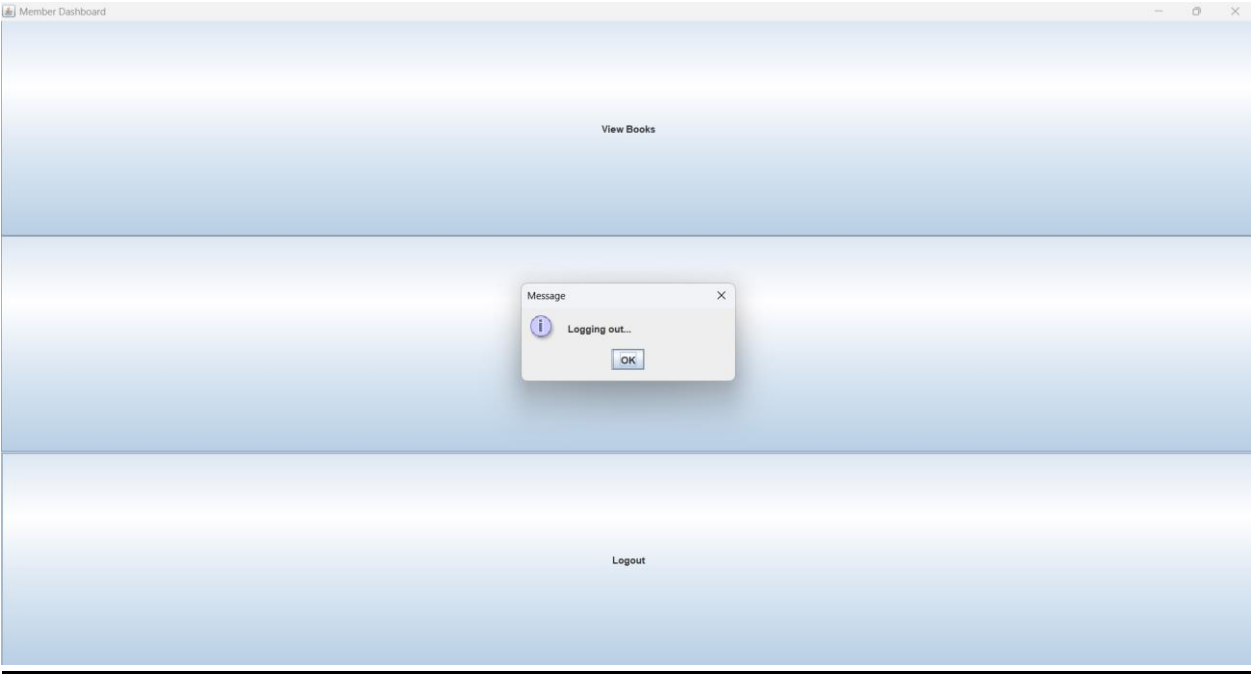 Member Dashboard
View Books
Message
Logging out...
OK
Logout